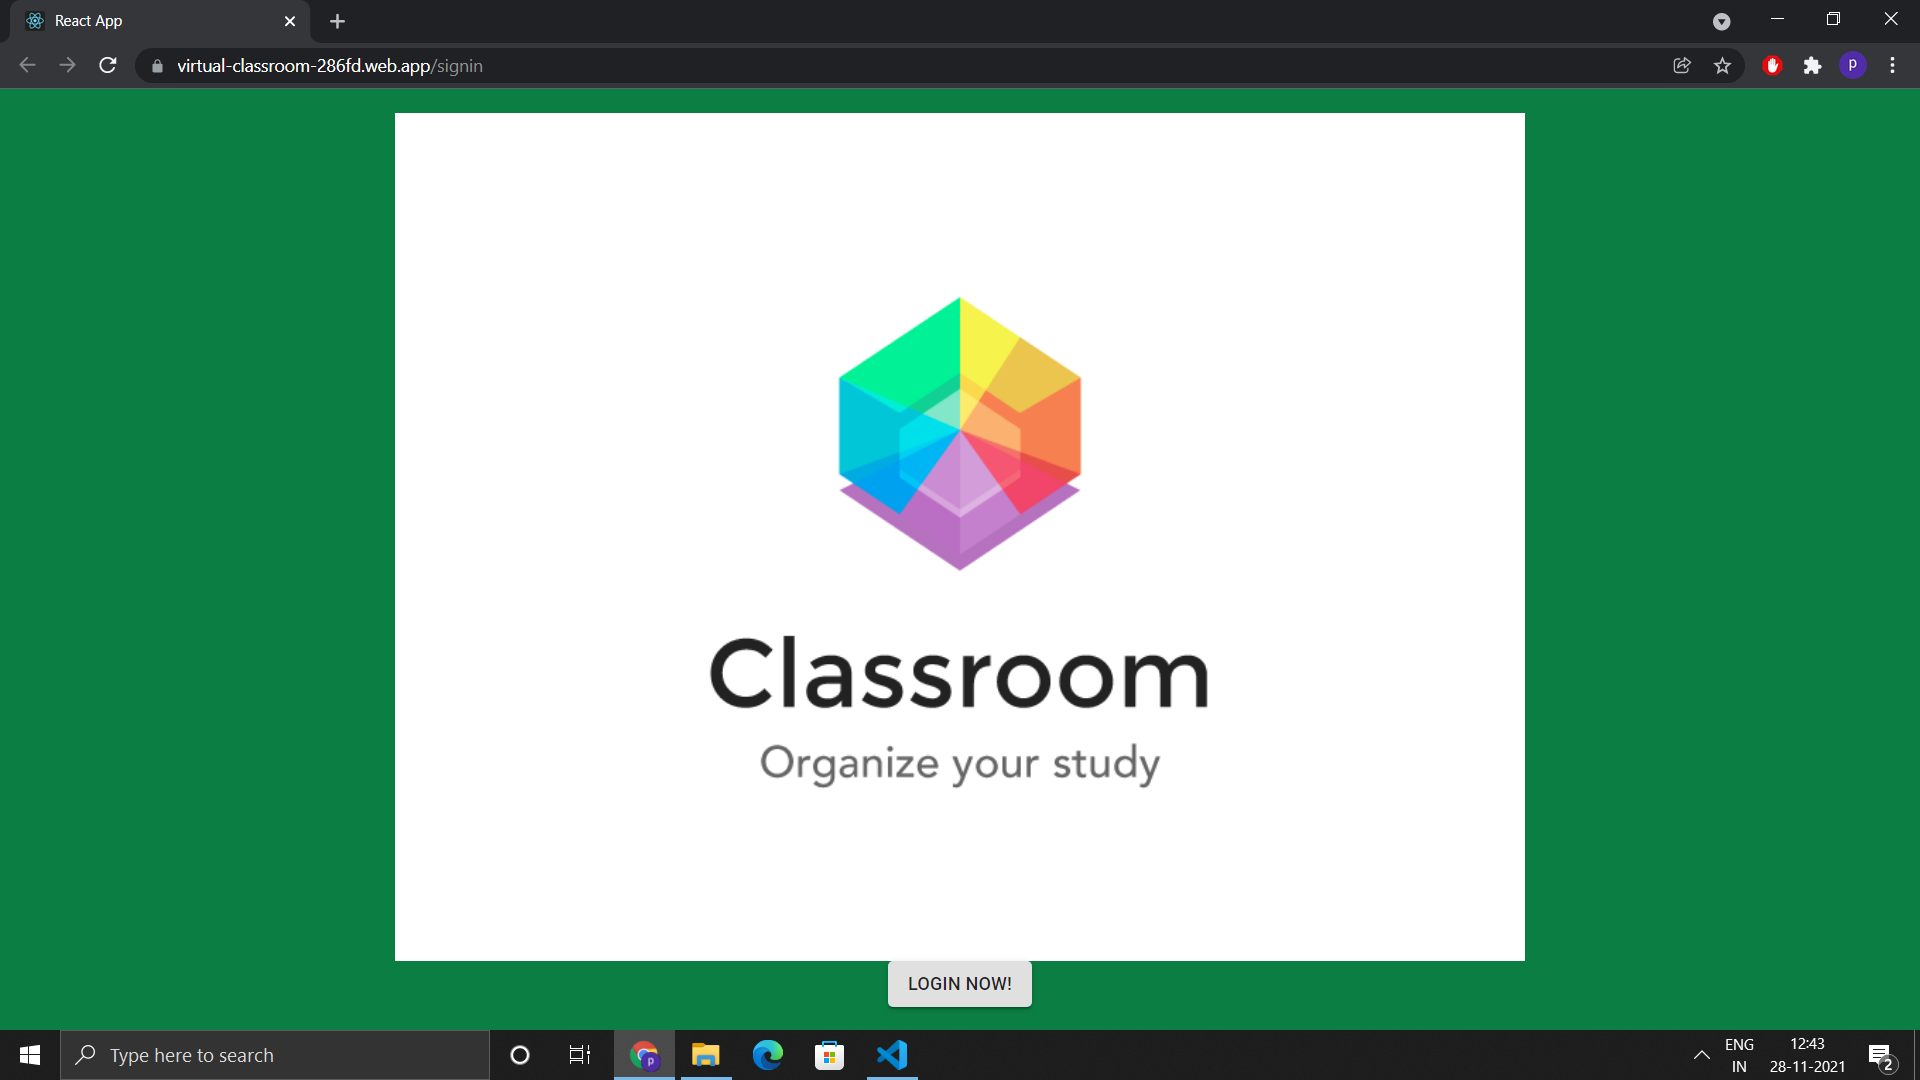 React App
virtual-classroom-286fd.web.app/signin
p
Classroom
Organize your study
LOGIN NOW!
Type here to search
p
ENG
IN
12:43
28-11-2021
2